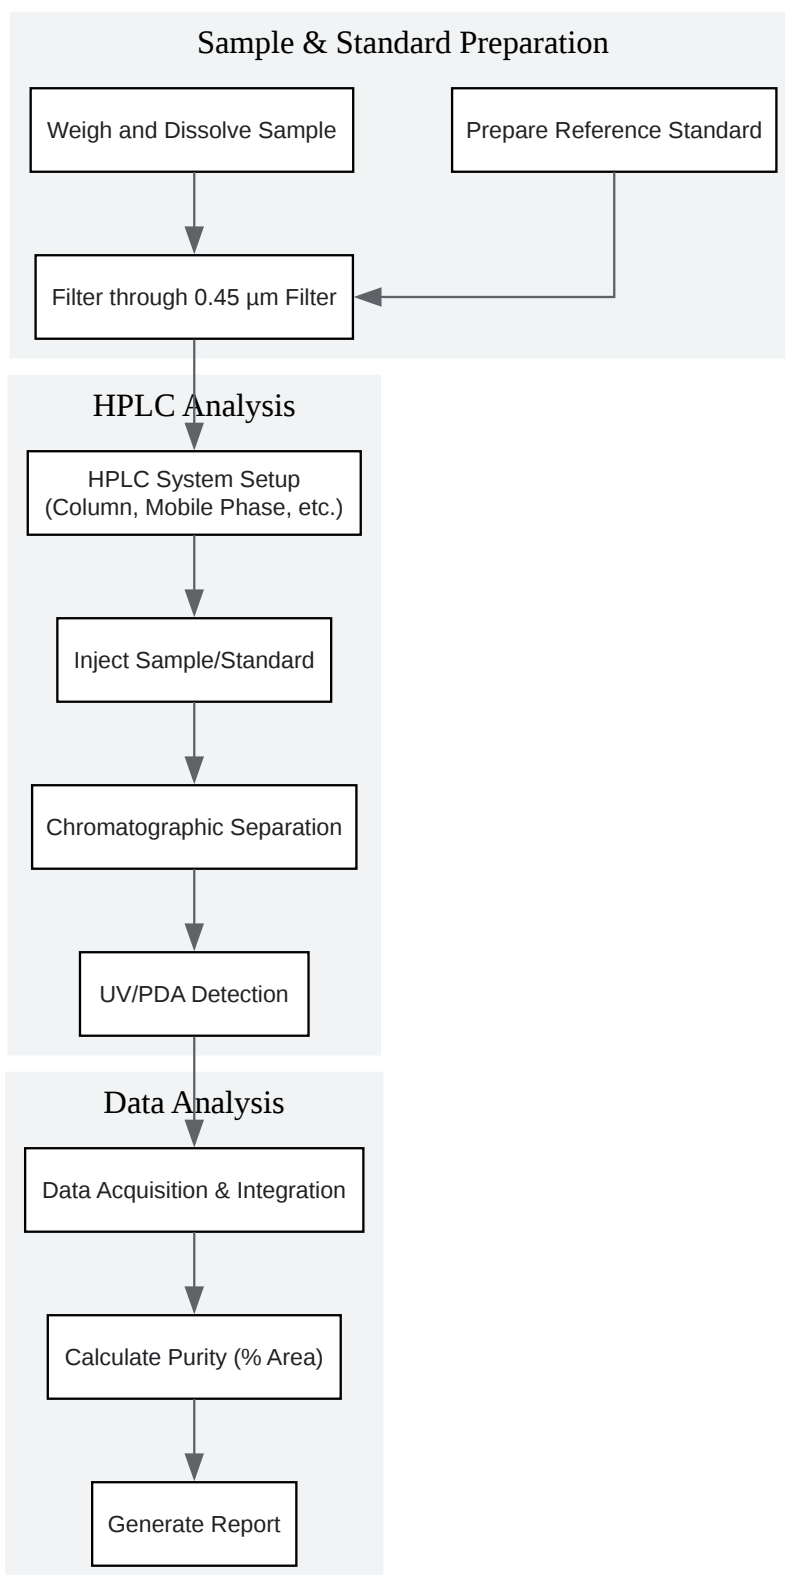 Sample & Standard Preparation
Weigh and Dissolve Sample
Prepare Reference Standard
Filter through 0.45 µm Filter
HPLC Analysis
HPLC System Setup
(Column, Mobile Phase, etc.)
Inject Sample/Standard
Chromatographic Separation
UV/PDA Detection
Data Analysis
Data Acquisition & Integration
Calculate Purity (% Area)
Generate Report